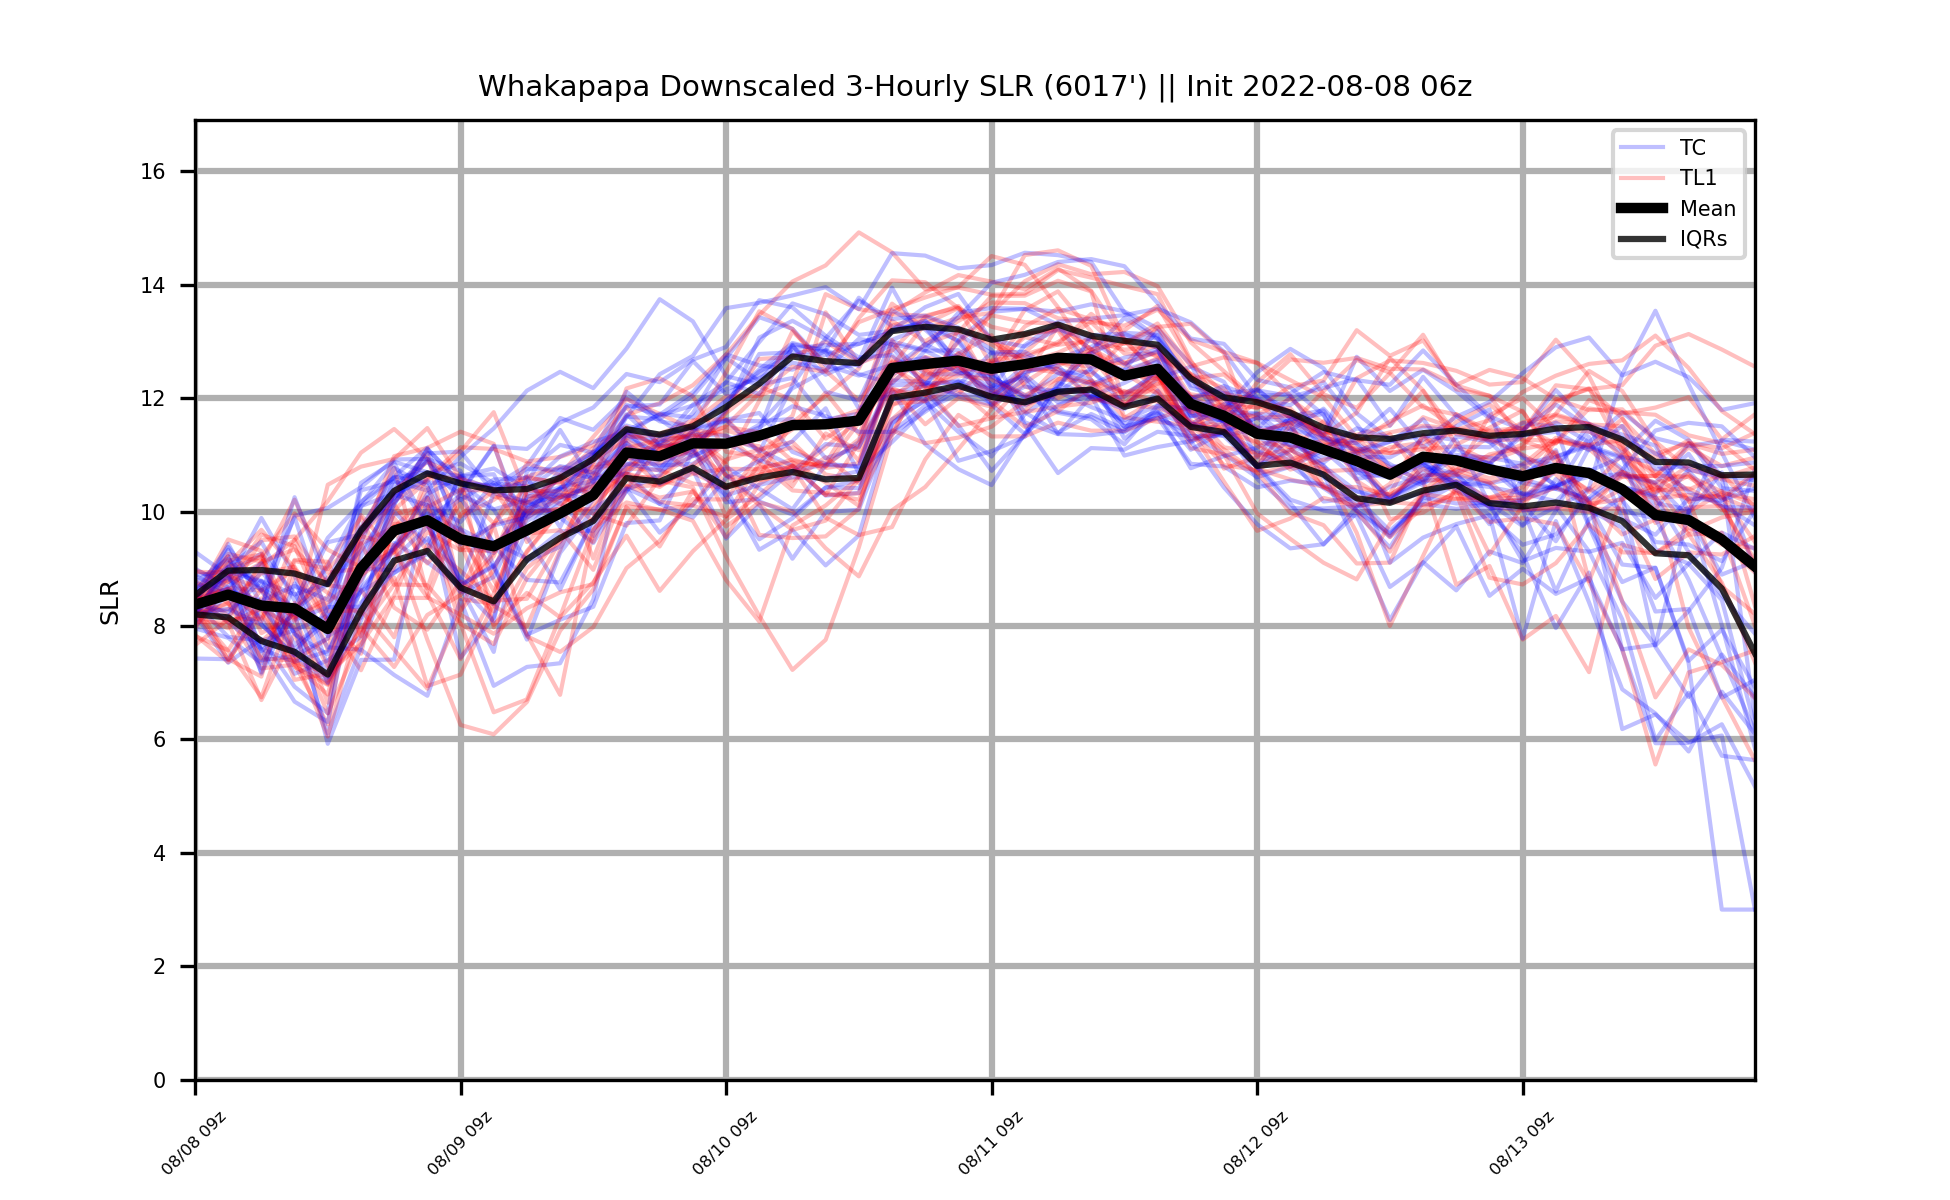 Whakapapa Downscaled 3-Hourly SLR (6017') || Init 2022-08-08 06z
TC
TL1
Mean
IQRs
16
14
12
10
8
6
4
2
0
SLR
08/08 09z
08/09 09z
08/10 09z
08/11 09z
08/12 09z
08/13 09z